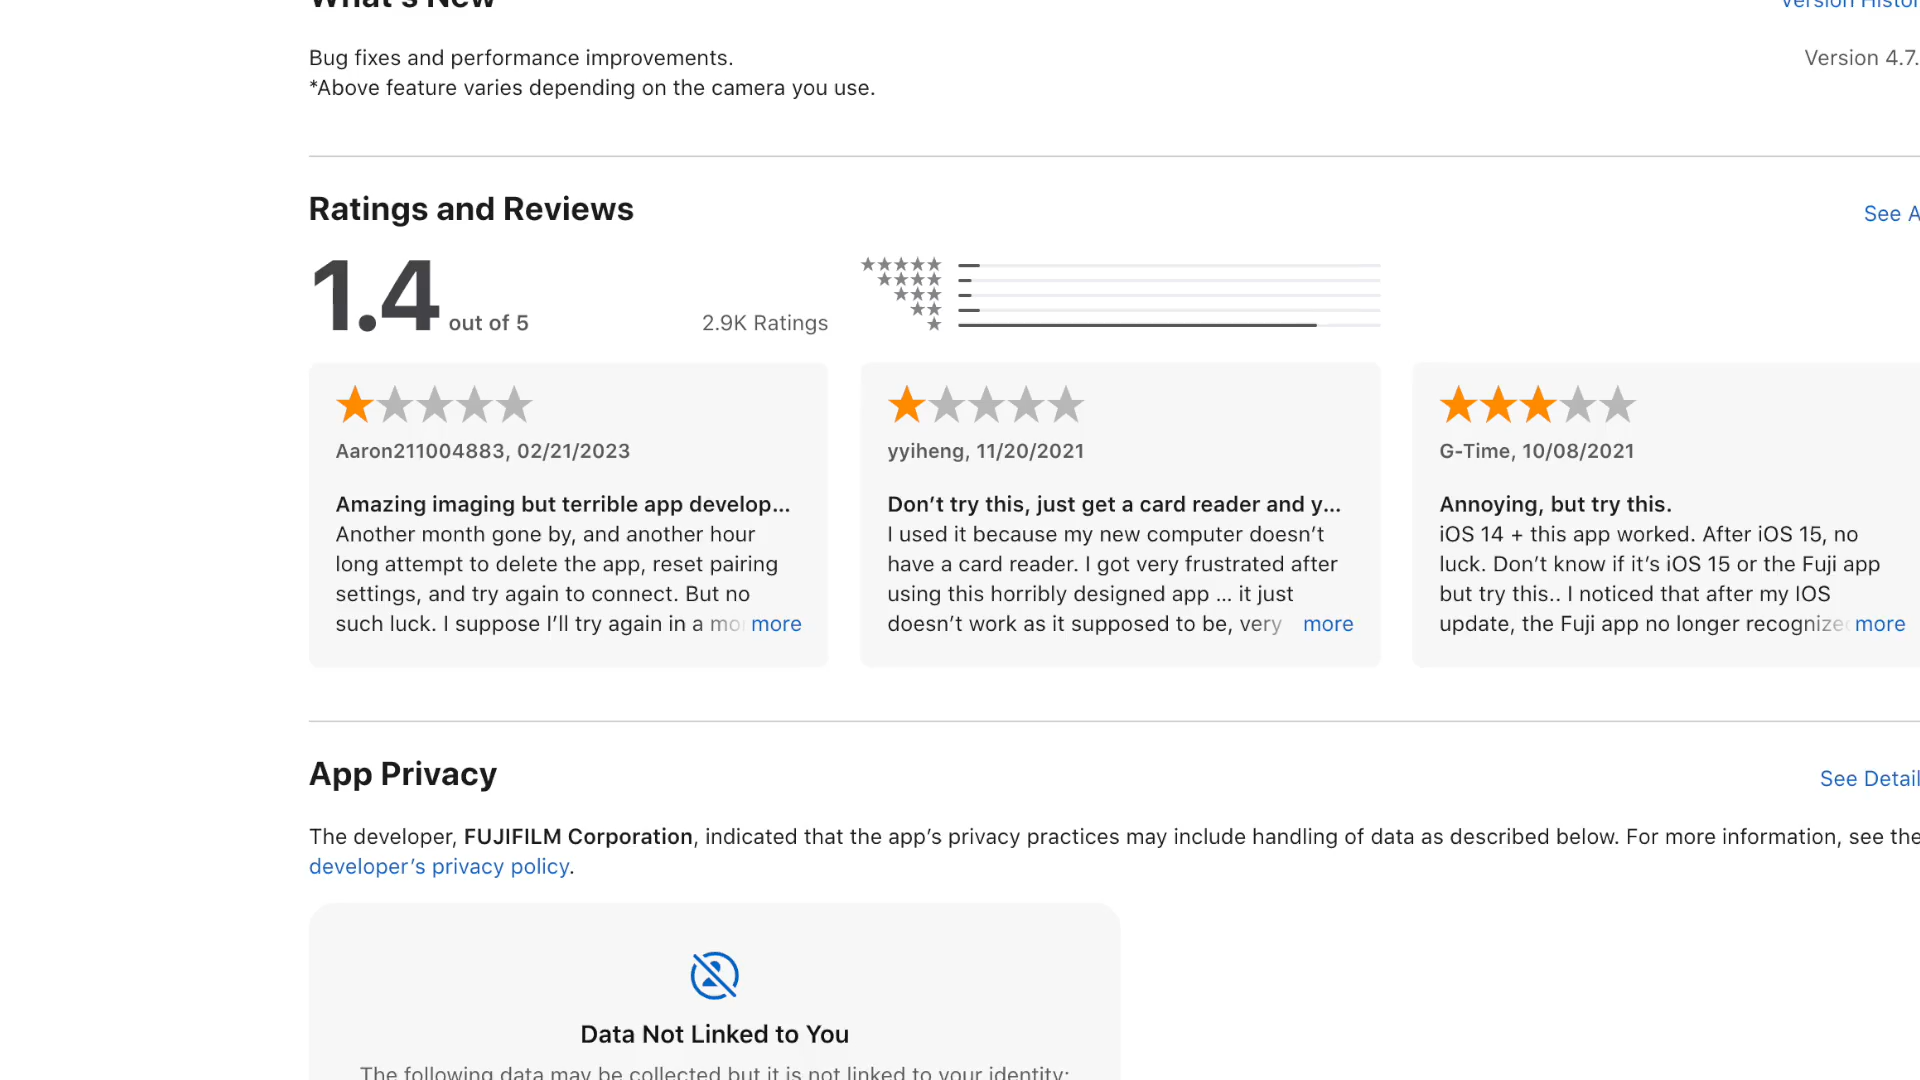 What's New
Version Histor
Bug fixes and performance improvements.
Version 4.7.
*Above feature varies depending on the camera you use.
Ratings and Reviews
See A
1.4 out of 5
2.9K Ratings
Aaron211004883, 02/21/2023
Amazing imaging but terrible app develop...
Another month gone by, and another hour
long attempt to delete the app, reset pairing
settings, and try again to connect. But no
such luck. I suppose I'll try again in a mo more
yyiheng, 11/20/2021
Don't try this, just get a card reader and y...
I used it because my new computer doesn't
have a card reader. I got very frustrated after
using this horribly designed app ... it just
doesn't work as it supposed to be, very more
G-Time, 10/08/2021
Annoying, but try this.
iOS 14 + this app worked. After iOS 15, no
luck. Don't know if it's iOS 15 or the Fuji app
but try this.. I noticed that after my IOS
update, the Fuji app no longer recognize more
App Privacy
See Detail
The developer, FUJIFILM Corporation, indicated that the app's privacy practices may include handling of data as described below. For more information, see the
developer's privacy policy.
Data Not Linked to You
The following data may be collected but it is not linked to your identity: